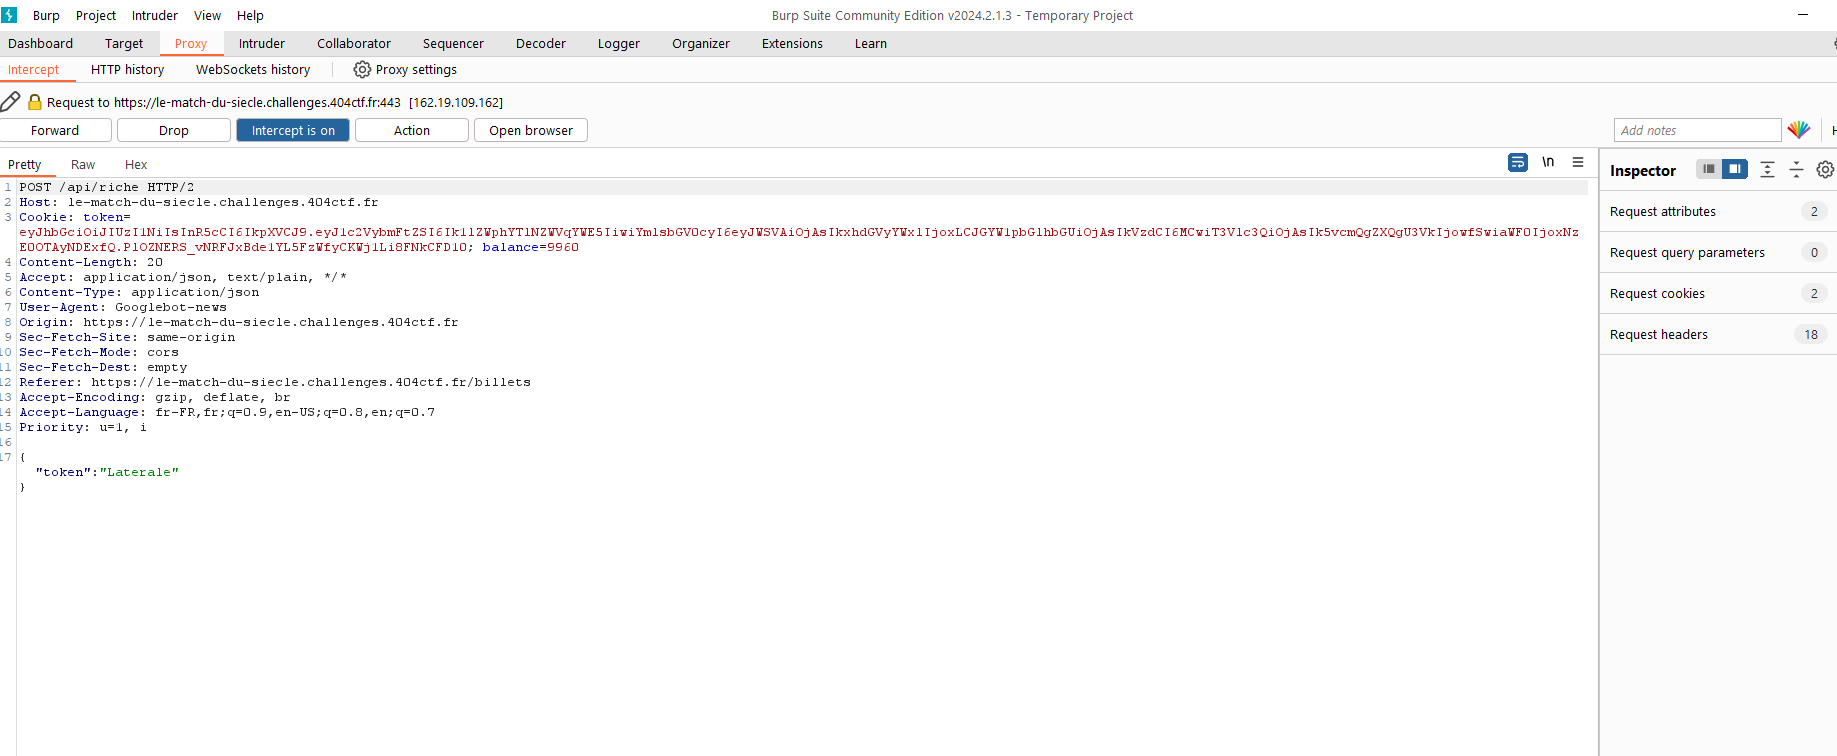 Burp Project Intruder View Help
Burp Suite Community Edition v2024.2.1.3 - Temporary Project
Dashboard Target Proxy Intruder Collaborator Sequencer Decoder Logger Organizer Extensions Learn
Intercept HTTP history WebSockets history Proxy settings
Request to https://le-match-du-siecle.challenges.404ctf.fr:443 [162.19.109.162]
Forward Drop Intercept is on Action Open browser
Add notes
Pretty Raw Hex
\n
1 POST /api/riche HTTP/2
2 Host: le-match-du-siecle.challenges.404ctf.fr
3 Cookie: token=
eyJhbGciOiJIUzI1NiIsInR5cCI6IkpXVCJ9.eyJ1c2VybmFtZSI6Ik1lZWphYTlNZWVqYWE5IiwiYmlsbGV0cyI6eyJWSVAiOjAsIkxhdGVyYWxlIjoxLCJGYW1pbGlhbGUiOjAsIkVzdCI6MCwiT3Vlc3QiOjAsIk5vcmQgZXQgU3VkIjowfSwiaWF0IjoxNz
E0OTAyNDExfQ.PlOZNERS_vNRFJxBde1YL5FzWfyCKWj1Li8FNkCFD10; balance=9960
4 Content-Length: 20
5 Accept: application/json, text/plain, */*
6 Content-Type: application/json
7 User-Agent: Googlebot-news
8 Origin: https://le-match-du-siecle.challenges.404ctf.fr
9 Sec-Fetch-Site: same-origin
10 Sec-Fetch-Mode: cors
11 Sec-Fetch-Dest: empty
12 Referer: https://le-match-du-siecle.challenges.404ctf.fr/billets
13 Accept-Encoding: gzip, deflate, br
14 Accept-Language: fr-FR,fr;q=0.9,en-US;q=0.8,en;q=0.7
15 Priority: u=1, i
16
17 {
"token":"Laterale"
}
Inspector
Request attributes 2
Request query parameters 0
Request cookies 2
Request headers 18